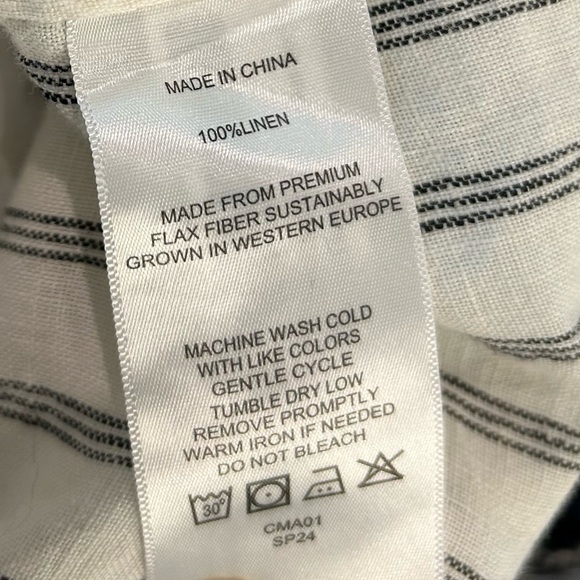 MADE IN CHINA
100%LINEN
MADE FROM PREMIUM
FLAX FIBER SUSTAINABLY
GROWN IN WESTERN EUROPE
MACHINE WASH COLD
WITH LIKE COLORS
GENTLE CYCLE
TUMBLE DRY LOW
REMOVE PROMPTLY
WARM IRON IF NEEDED
DO NOT BLEACH
30°
CMA01
SP24